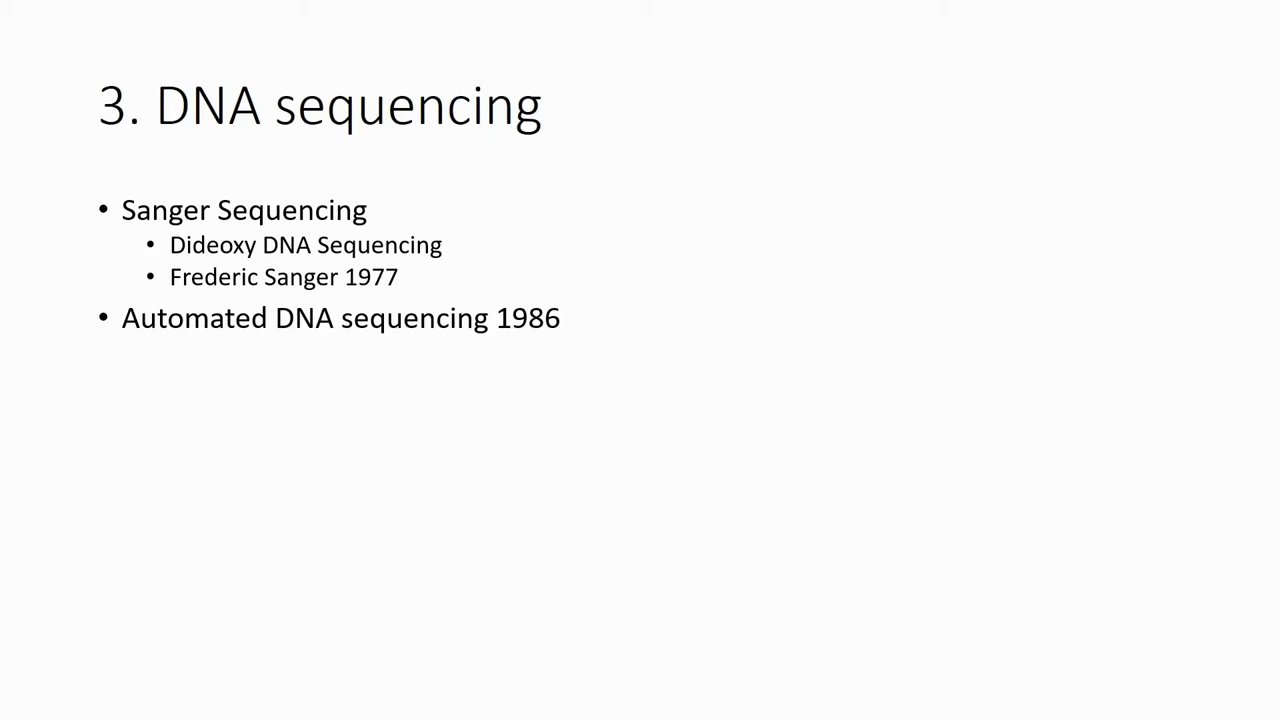 3. DNA sequencing
• Sanger Sequencing
• Dideoxy DNA Sequencing
• Frederic Sanger 1977
• Automated DNA sequencing 1986